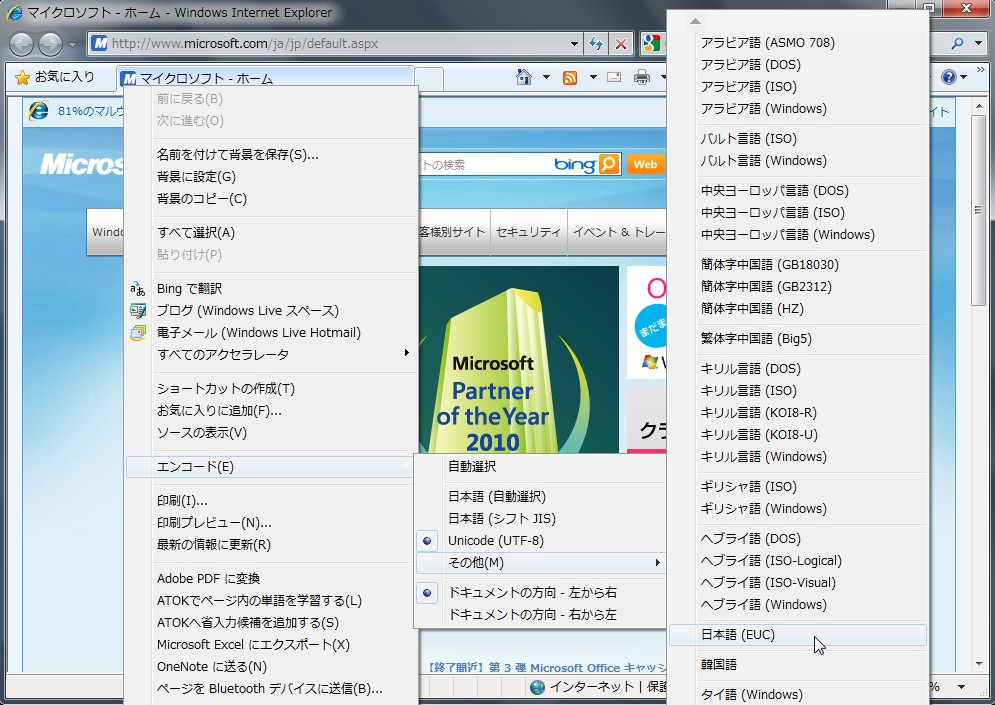 マイクロソフト - ホーム - Windows Internet Explorer
http://www.microsoft.com/ja/jp/default.aspx
お気に入り
マイクロソフト - ホーム
81%のマルウ
イト
Micros
トの検索
bing
Web
Windo
客様別サイト
セキュリティ
イベント & トレー
前に戻る(B)
次に進む(O)
名前を付けて背景を保存(S)...
背景に設定(G)
背景のコピー(C)
すべて選択(A)
貼り付け(P)
Bing で翻訳
ブログ (Windows Live スペース)
電子メール (Windows Live Hotmail)
すべてのアクセラレータ
ショートカットの作成(T)
お気に入りに追加(F)...
ソースの表示(V)
エンコード(E)
印刷(I)...
印刷プレビュー(N)...
最新の情報に更新(R)
Adobe PDF に変換
ATOKでページ内の単語を学習する(L)
ATOKへ省入力候補を追加する(S)
Microsoft Excel にエクスポート(X)
OneNote に送る(N)
ページを Bluetooth デバイスに送信(B)...
Microsoft
Partner
of the Year
2010
まだまだ
クラ
自動選択
日本語 (自動選択)
日本語 (シフト JIS)
Unicode (UTF-8)
その他(M)
ドキュメントの方向 - 左から右
ドキュメントの方向 - 右から左
【終了間近】第 3 弾 Microsoft Office キャッシ
インターネット | 保護
%
アラビア語 (ASMO 708)
アラビア語 (DOS)
アラビア語 (ISO)
アラビア語 (Windows)
バルト言語 (ISO)
バルト言語 (Windows)
中央ヨーロッパ言語 (DOS)
中央ヨーロッパ言語 (ISO)
中央ヨーロッパ言語 (Windows)
簡体字中国語 (GB18030)
簡体字中国語 (GB2312)
簡体字中国語 (HZ)
繁体字中国語 (Big5)
キリル言語 (DOS)
キリル言語 (ISO)
キリル言語 (KOI8-R)
キリル言語 (KOI8-U)
キリル言語 (Windows)
ギリシャ語 (ISO)
ギリシャ語 (Windows)
ヘブライ語 (DOS)
ヘブライ語 (ISO-Logical)
ヘブライ語 (ISO-Visual)
ヘブライ語 (Windows)
日本語 (EUC)
韓国語
タイ語 (Windows)